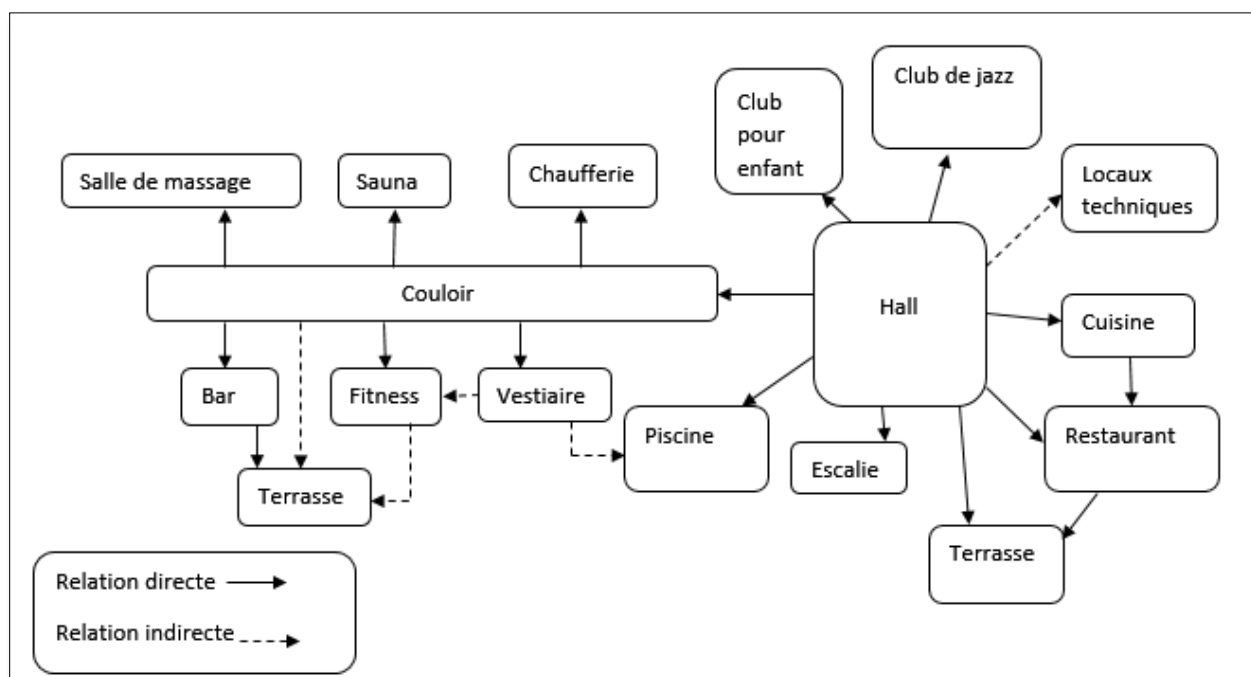 Club de jazz
Club
pour
enfant
Salle de massage
Sauna
Chaufferie
Locaux
techniques
Couloir
Hall
Cuisine
Bar
Fitness
Vestiaire
Piscine
Restaurant
Escalie
Terrasse
Terrasse
Relation directe
Relation indirecte